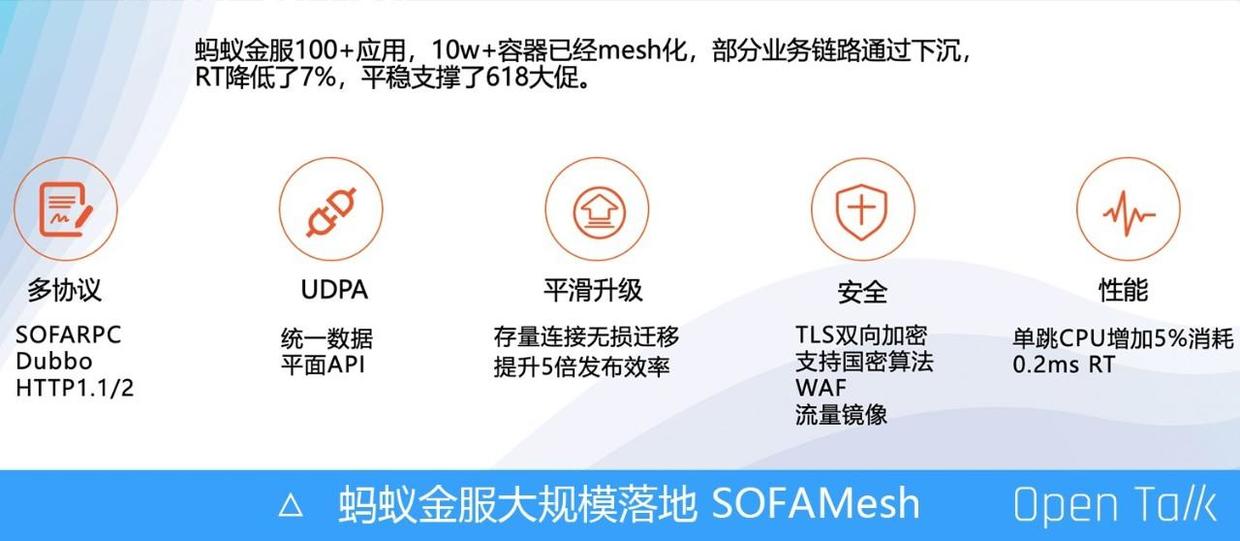 蚂蚁金服100+应用，10w+容器已经mesh化，部分业务链路通过下沉，
RT降低了7%，平稳支撑了618大促。
多协议
SOFARPC
Dubbo
HTTP1.1/2
UDPA
统一数据
平面API
平滑升级
存量连接无损迁移
提升5倍发布效率
安全
TLS双向加密
支持国密算法
WAF
流量镜像
性能
单跳CPU增加5%消耗
0.2ms RT
蚂蚁金服大规模落地 SOFAMesh
Open Talk